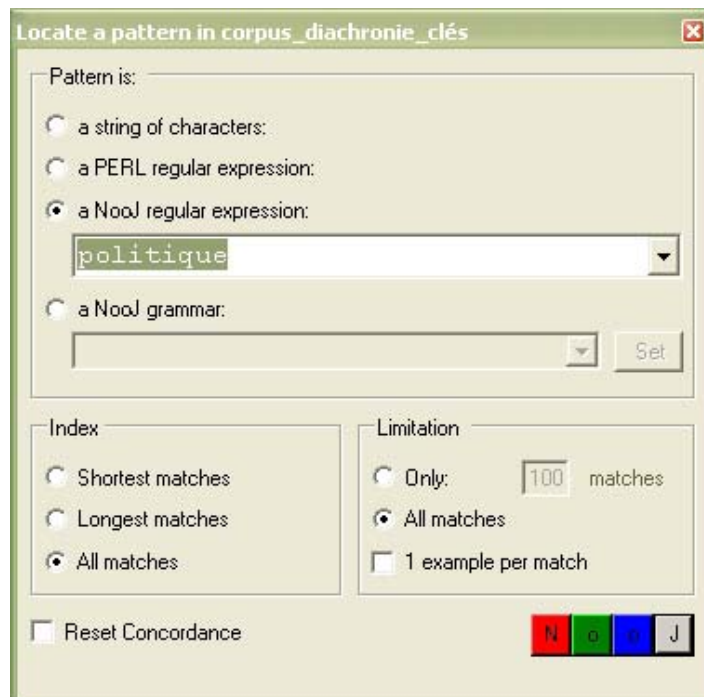 Locate a pattern in corpus_diachronie_clés
Pattern is:
a string of characters:
a PERL regular expression:
a NooJ regular expression:
politique
a NooJ grammar:
Set
Index
Shortest matches
Longest matches
All matches
Limitation
Only: 100 matches
All matches
1 example per match
Reset Concordance
N o o J